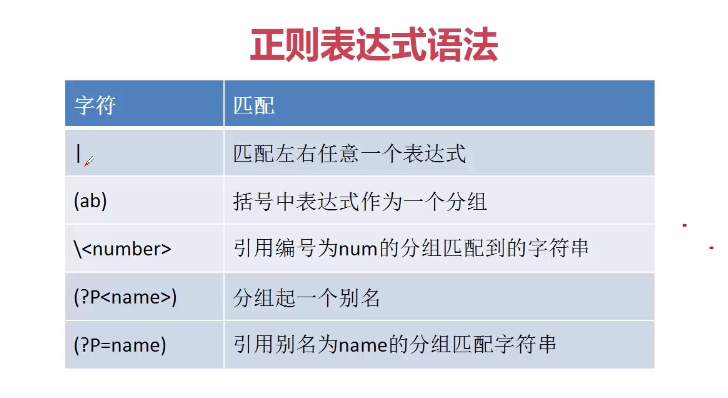 正则表达式语法
字符 匹配
| 匹配左右任意一个表达式
(ab) 括号中表达式作为一个分组
\<number> 引用编号为num的分组匹配到的字符串
(?P<name>) 分组起一个别名
(?P=name) 引用别名为name的分组匹配字符串